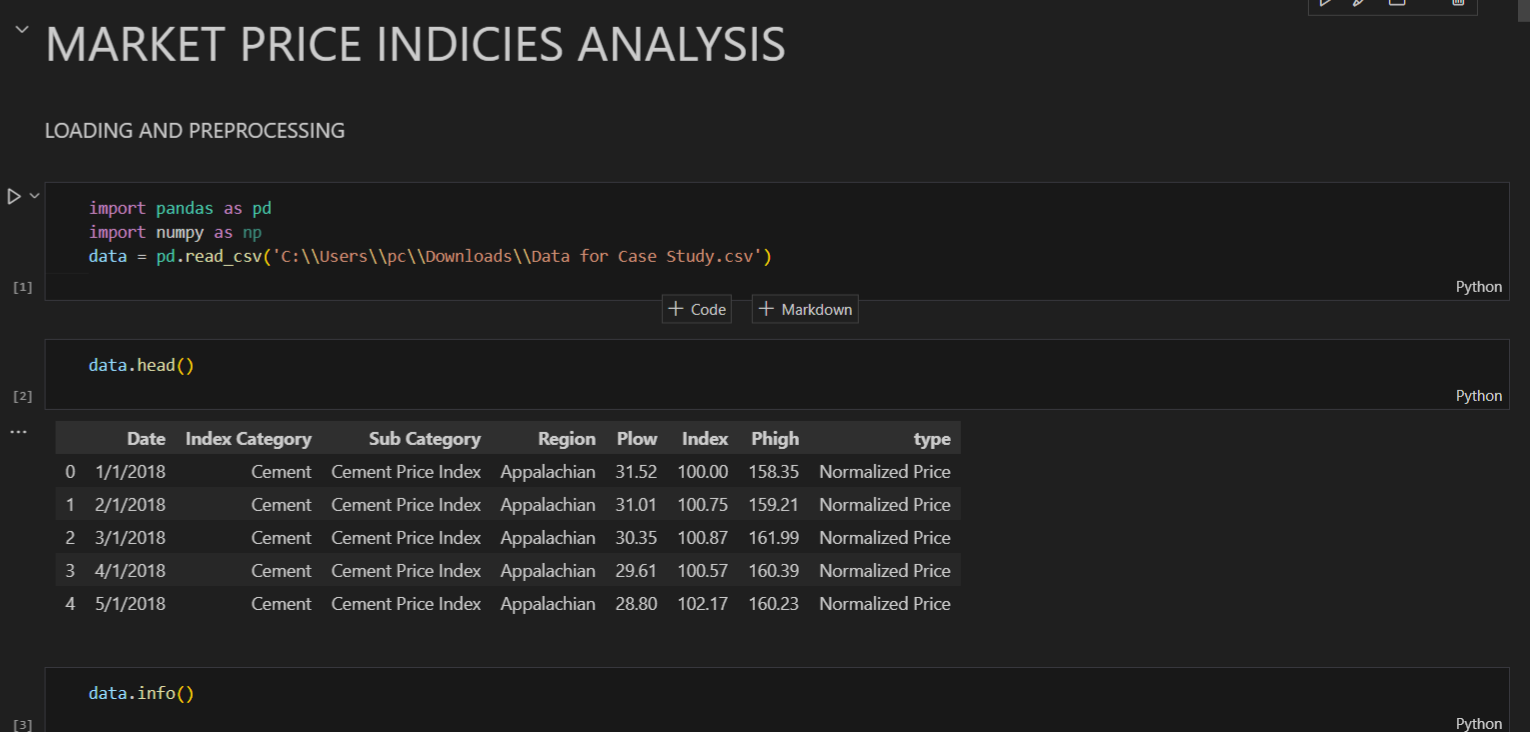 MARKET PRICE INDICIES ANALYSIS
LOADING AND PREPROCESSING
import pandas as pd
import numpy as np
data = pd.read_csv('C:\\Users\\pc\\Downloads\\Data for Case Study.csv')
[1]
Python
+ Code + Markdown
data.head()
[2]
Python
...
Date Index Category Sub Category Region Plow Index Phigh type
0 1/1/2018 Cement Cement Price Index Appalachian 31.52 100.00 158.35 Normalized Price
1 2/1/2018 Cement Cement Price Index Appalachian 31.01 100.75 159.21 Normalized Price
2 3/1/2018 Cement Cement Price Index Appalachian 30.35 100.87 161.99 Normalized Price
3 4/1/2018 Cement Cement Price Index Appalachian 29.61 100.57 160.39 Normalized Price
4 5/1/2018 Cement Cement Price Index Appalachian 28.80 102.17 160.23 Normalized Price
data.info()
[3]
Python